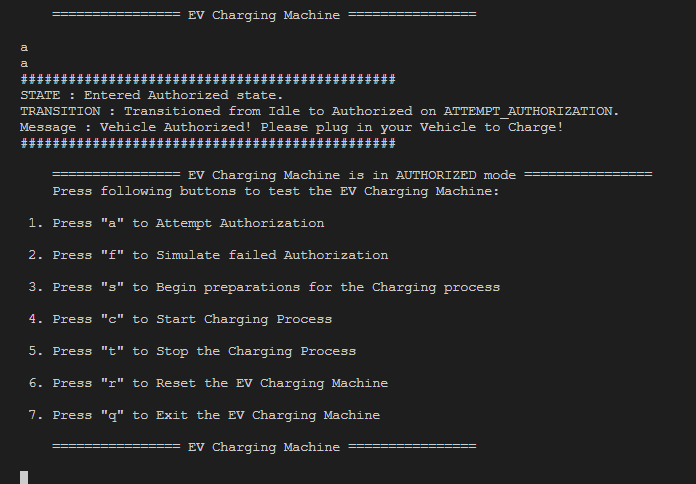 ================ EV Charging Machine ================
a
a
###############################################
STATE : Entered Authorized state.
TRANSITION : Transitioned from Idle to Authorized on ATTEMPT_AUTHORIZATION.
Message : Vehicle Authorized! Please plug in your Vehicle to Charge!
###############################################
================ EV Charging Machine is in AUTHORIZED mode ================
Press following buttons to test the EV Charging Machine:
1. Press "a" to Attempt Authorization
2. Press "f" to Simulate failed Authorization
3. Press "s" to Begin preparations for the Charging process
4. Press "c" to Start Charging Process
5. Press "t" to Stop the Charging Process
6. Press "r" to Reset the EV Charging Machine
7. Press "q" to Exit the EV Charging Machine
================ EV Charging Machine ================